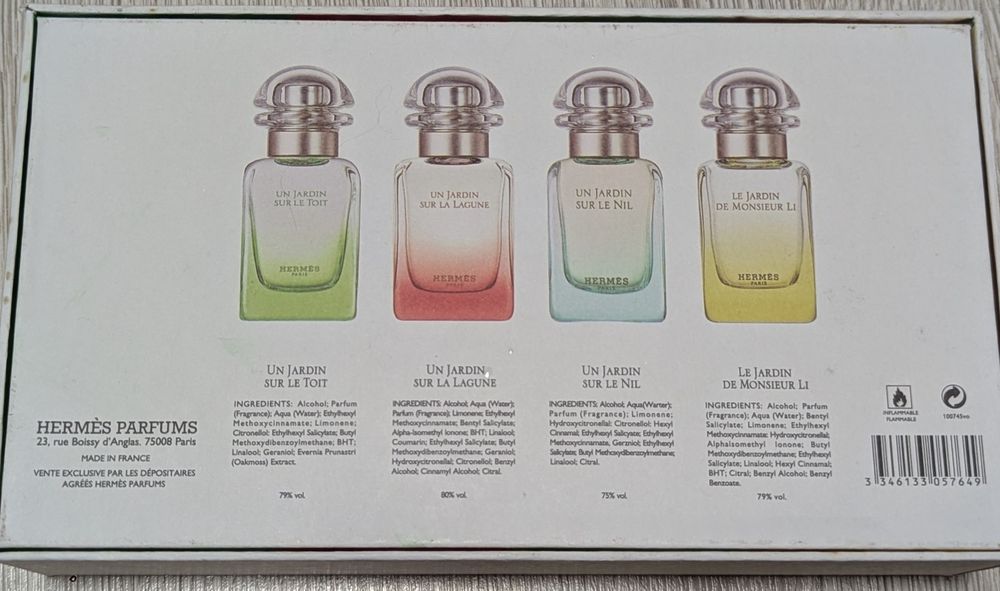 UN JARDIN
SUR LE TOIT
HERMÈS
PARIS
UN JARDIN
SUR LA LAGUNE
HERMÈS
PARIS
UN JARDIN
SUR LE NIL
HERMÈS
PARIS
LE JARDIN
DE MONSIEUR LI
HERMÈS
PARIS
HERMÈS PARFUMS
23, rue Boissy d'Anglas. 75008 Paris
MADE IN FRANCE
VENTE EXCLUSIVE PAR LES DÉPOSITAIRES
AGRÉÉS HERMÈS PARFUMS
UN JARDIN
SUR LE TOIT
INGREDIENTS: Alcohol; Parfum
(Fragrance); Aqua (Water); Ethylhexyl
Methoxycinnamate; Limonene;
Citronellol; Ethylhexyl Salicylate; Butyl
Methoxydibenzoylmethane; BHT;
Linalool; Geraniol; Evernia Prunastri
(Oakmoss) Extract.
79% vol.
UN JARDIN
SUR LA LAGUNE
INGREDIENTS: Alcohol; Aqua (Water);
Parfum (Fragrance); Limonene; Ethylhexyl
Methoxycinnamate; Bentyl Salicylate;
Alpha-Isomethyl Ionone; BHT; Linalool;
Coumarin; Ethylhexyl Salicylate; Butyl
Methoxydibenzoylmethane; Geraniol;
Hydroxycitronellal; Citronellol; Benzyl
Alcohol; Cinnamyl Alcohol; Citral.
80% vol.
UN JARDIN
SUR LE NIL
INGREDIENTS: Alcohol; Aqua(Warter);
Parfum (Fragrance); Limonene;
Hydroxycitronellal; Citronellol; Hexyl
Cinnamal; Ethylhexyl Salicylate; Ethylhexyl
Methoxycinnamate, Gerzniol; Ethylhexyl
Salicylate; Butyl Methoxydibenzoylmethane;
Linalool; Citral.
75% vol.
LE JARDIN
DE MONSIEUR LI
INGREDIENTS: Alcohol; Parfum
(Fragrance); Aqua (Water); Bentyl
Salicylate; Limonene; Ethylhexyl
Methoxycinnamate; Hydroxycitronellal;
Alphalsomethyl Ionone; Butyl
Methoxydibenzoylmethane; Ethylhexyl
Salicylate; Linalool; Hexyl Cinnamal;
BHT; Citral; Benzyl Alcohol; Benzyl
Benzoate.
79% vol.
INFLAMMABLE
FLAMMABLE
100745vo
3 346133 057649